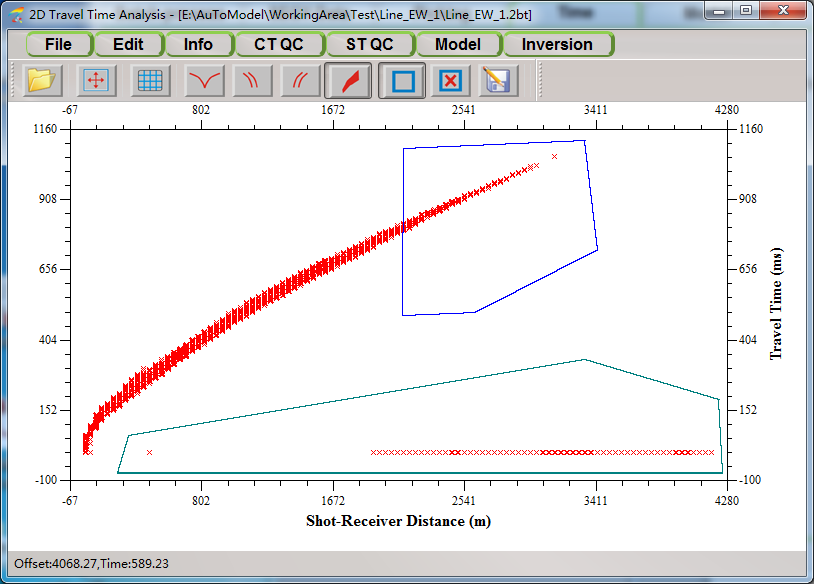 2D Travel Time Analysis - [E:\AuToModel\WorkingArea\Test\Line_EW_1\Line_EW_1.2bt]
File Edit Info CT QC ST QC Model Inversion
-67 802 1672 2541 3411 4280
1160 1160
908 908
656 656
404 404
152 152
-100 -100
Travel Time (ms)
-67 802 1672 2541 3411 4280
Shot-Receiver Distance (m)
Offset:4068.27,Time:589.23